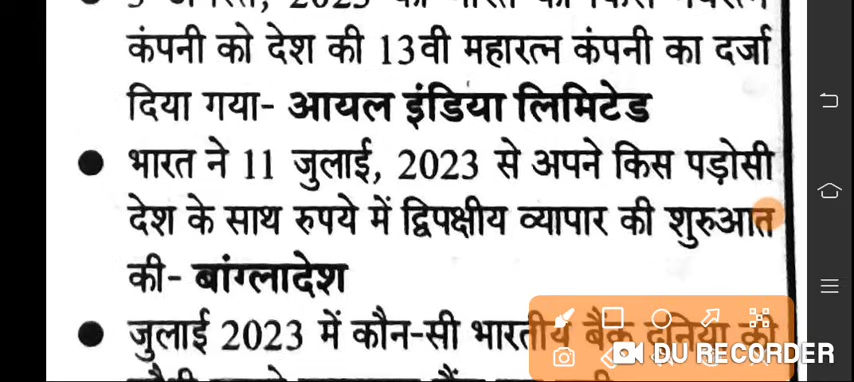 कंपनी को देश की 13वी महारत्न कंपनी का दर्जा
दिया गया- आयल इंडिया लिमिटेड
● भारत ने 11 जुलाई, 2023 से अपने किस पड़ोसी
देश के साथ रुपये में द्विपक्षीय व्यापार की शुरुआत
की- बांग्लादेश
● जुलाई 2023 में कौन-सी भारतीय बैंक दुनिया की
DU RECORDER